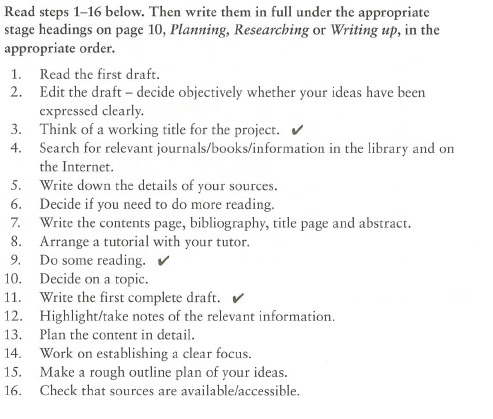 Read steps 1–16 below. Then write them in full under the appropriate
stage headings on page 10, Planning, Researching or Writing up, in the
appropriate order.
1. Read the first draft.
2. Edit the draft – decide objectively whether your ideas have been
expressed clearly.
3. Think of a working title for the project. ✔
4. Search for relevant journals/books/information in the library and on
the Internet.
5. Write down the details of your sources.
6. Decide if you need to do more reading.
7. Write the contents page, bibliography, title page and abstract.
8. Arrange a tutorial with your tutor.
9. Do some reading. ✔
10. Decide on a topic.
11. Write the first complete draft. ✔
12. Highlight/take notes of the relevant information.
13. Plan the content in detail.
14. Work on establishing a clear focus.
15. Make a rough outline plan of your ideas.
16. Check that sources are available/accessible.